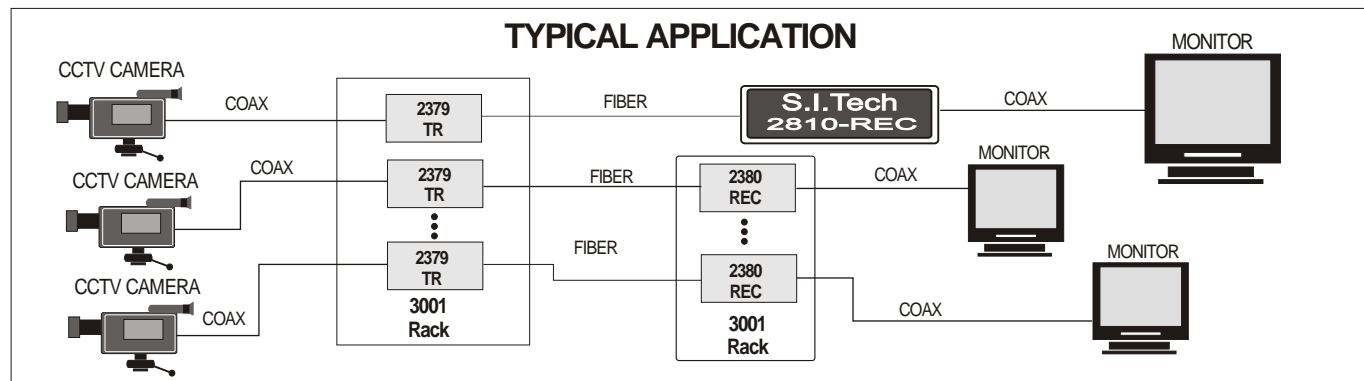 TYPICAL APPLICATION
CCTV CAMERA
COAX
2379
TR
FIBER
S.I.Tech
2810-REC
COAX
MONITOR
CCTV CAMERA
COAX
2379
TR
FIBER
2380
REC
COAX
MONITOR
CCTV CAMERA
COAX
2379
TR
FIBER
2380
REC
COAX
MONITOR
3001
Rack
3001
Rack